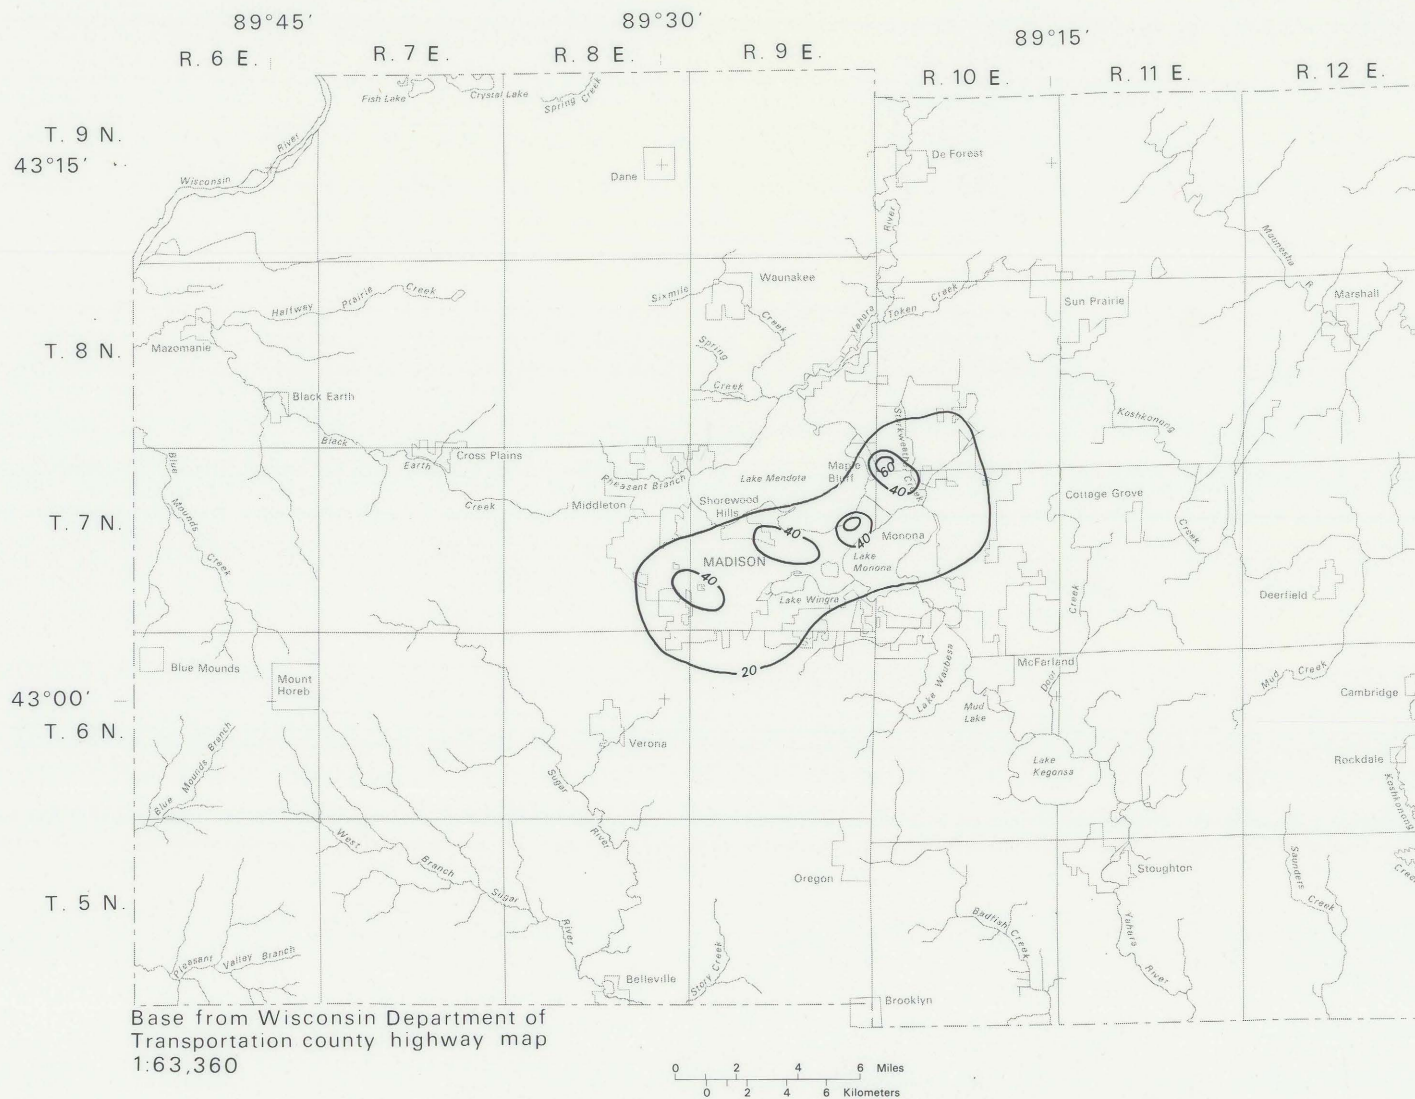 89°45′
89°30′
89°15′
R. 6 E.
R. 7 E.
R. 8 E.
R. 9 E.
R. 10 E.
R. 11 E.
R. 12 E.
Fish Lake
Crystal Lake
Spring Creek
T. 9 N.
43°15′
Wisconsin River
Dane
De Forest
River
Maunesha R
Waunakee
Sixmile Creek
Halfway Prairie Creek
Yahara
Token Creek
Sun Prairie
Marshall
T. 8 N.
Mazomanie
Spring Creek
Black Earth
Starkweather Creek
Koshkonong
Creek
Black Earth Creek
Cross Plains
Pheasant Branch
Lake Mendota
Maple
Bluff
60
40
Blue Mounds Creek
Middleton
Shorewood
Hills
Cottage Grove
T. 7 N.
40
40
Monona
MADISON
Lake
Monona
40
Lake Wingra
Creek
Deerfield
Blue Mounds
Mount
Horeb
20
McFarland
Door
Mud Creek
43°00′
Lake Waubesa
Mud
Lake
Cambridge
T. 6 N.
Blue Mounds Branch
Verona
Sugar River
Lake
Kegonsa
Rockdale
Koshkonong
Creek
West Branch Sugar River
Oregon
Stoughton
Saunders Creek
T. 5 N.
Badfish Creek
Yahara River
Pleasant Valley Branch
Belleville
Story Creek
Brooklyn
Base from Wisconsin Department of
Transportation county highway map
1:63,360
0 2 4 6 Miles
0 2 4 6 Kilometers